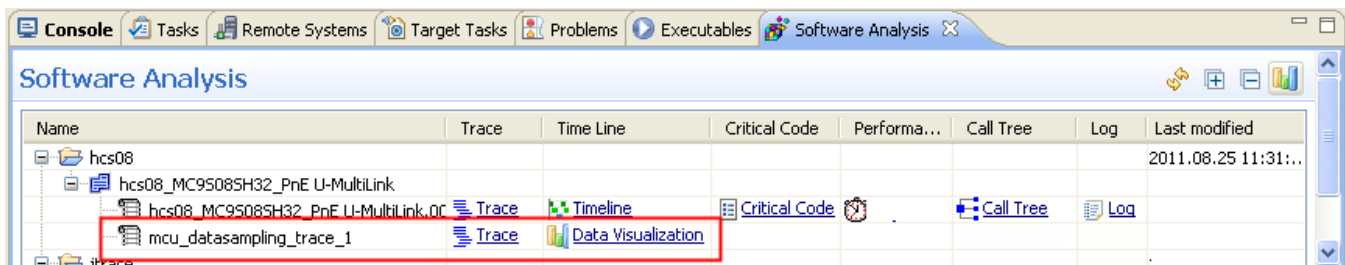 Console Tasks Remote Systems Target Tasks Problems Executables Software Analysis
Software Analysis
Name Trace Time Line Critical Code Performa... Call Tree Log Last modified
hcs08 2011.08.25 11:31:..
hcs08_MC9S08SH32_PnE U-MultiLink
hcs08_MC9S08SH32_PnE U-MultiLink.00 Trace Timeline Critical Code Call Tree Log
mcu_datasampling_trace_1 Trace Data Visualization
itrace